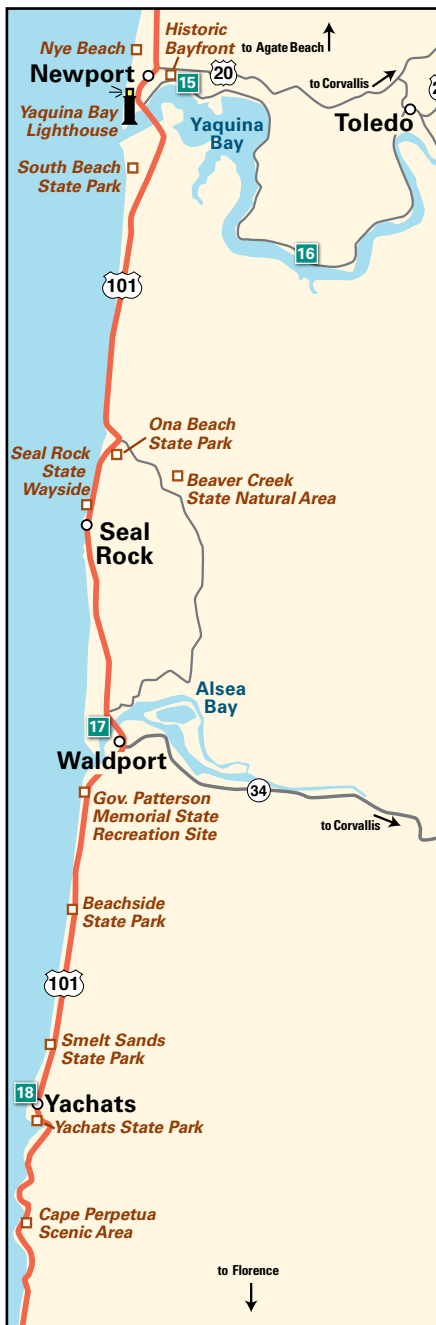 to Agate Beach
Nye Beach
Historic
Bayfront
Newport
20
to Corvallis
15
Toledo
Yaquina Bay
Lighthouse
Yaquina
Bay
South Beach
State Park
16
101
Ona Beach
State Park
Seal Rock
State
Wayside
Beaver Creek
State Natural Area
Seal
Rock
Alsea
Bay
17
Waldport
34
Gov. Patterson
Memorial State
Recreation Site
to Corvallis
Beachside
State Park
101
Smelt Sands
State Park
18
Yachats
Yachats State Park
Cape Perpetua
Scenic Area
to Florence